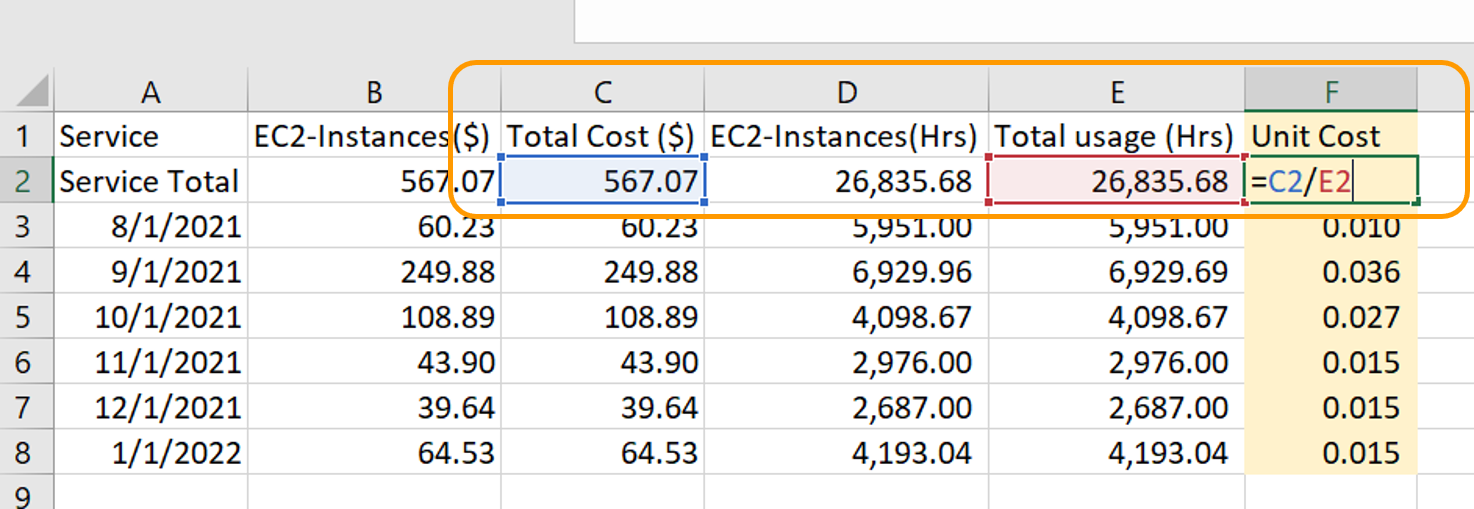 A B C D E F
1 Service EC2-Instances($) Total Cost ($) EC2-Instances(Hrs) Total usage (Hrs) Unit Cost
2 Service Total 567.07 567.07 26,835.68 26,835.68 =C2/E2
3 8/1/2021 60.23 60.23 5,951.00 5,951.00 0.010
4 9/1/2021 249.88 249.88 6,929.96 6,929.69 0.036
5 10/1/2021 108.89 108.89 4,098.67 4,098.67 0.027
6 11/1/2021 43.90 43.90 2,976.00 2,976.00 0.015
7 12/1/2021 39.64 39.64 2,687.00 2,687.00 0.015
8 1/1/2022 64.53 64.53 4,193.04 4,193.04 0.015
9